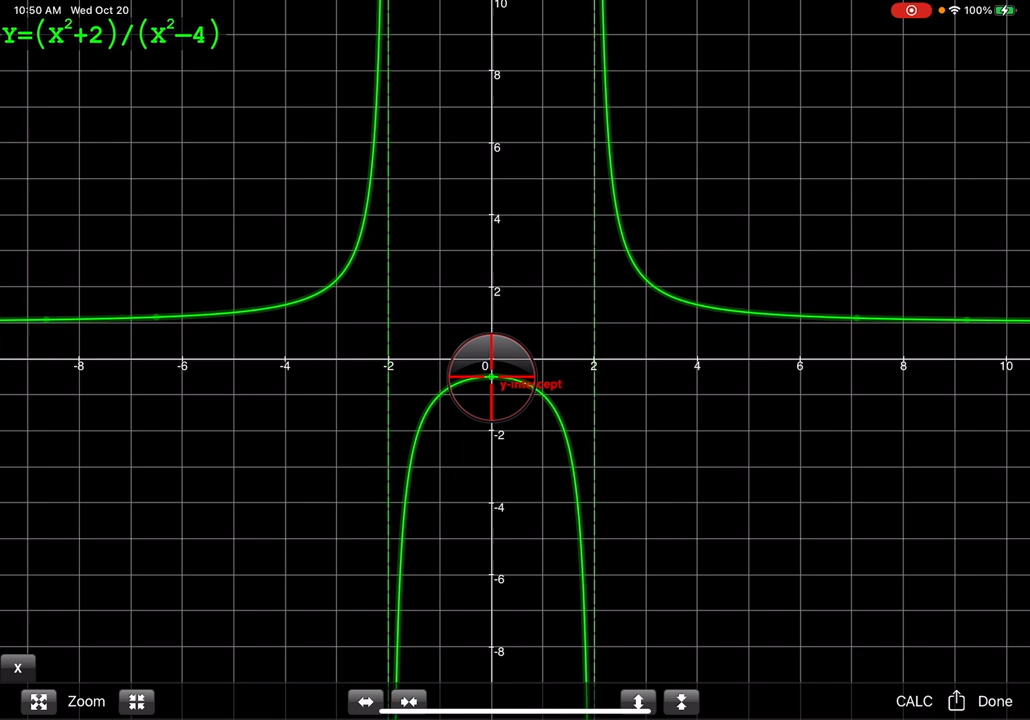 10:50 AM Wed Oct 20
100%
Y=(X²+2)/(X²−4)
10
8
6
4
2
-8
-6
-4
-2
0
2
4
6
8
10
y-intercept
-2
-4
-6
-8
X
Zoom
CALC
Done